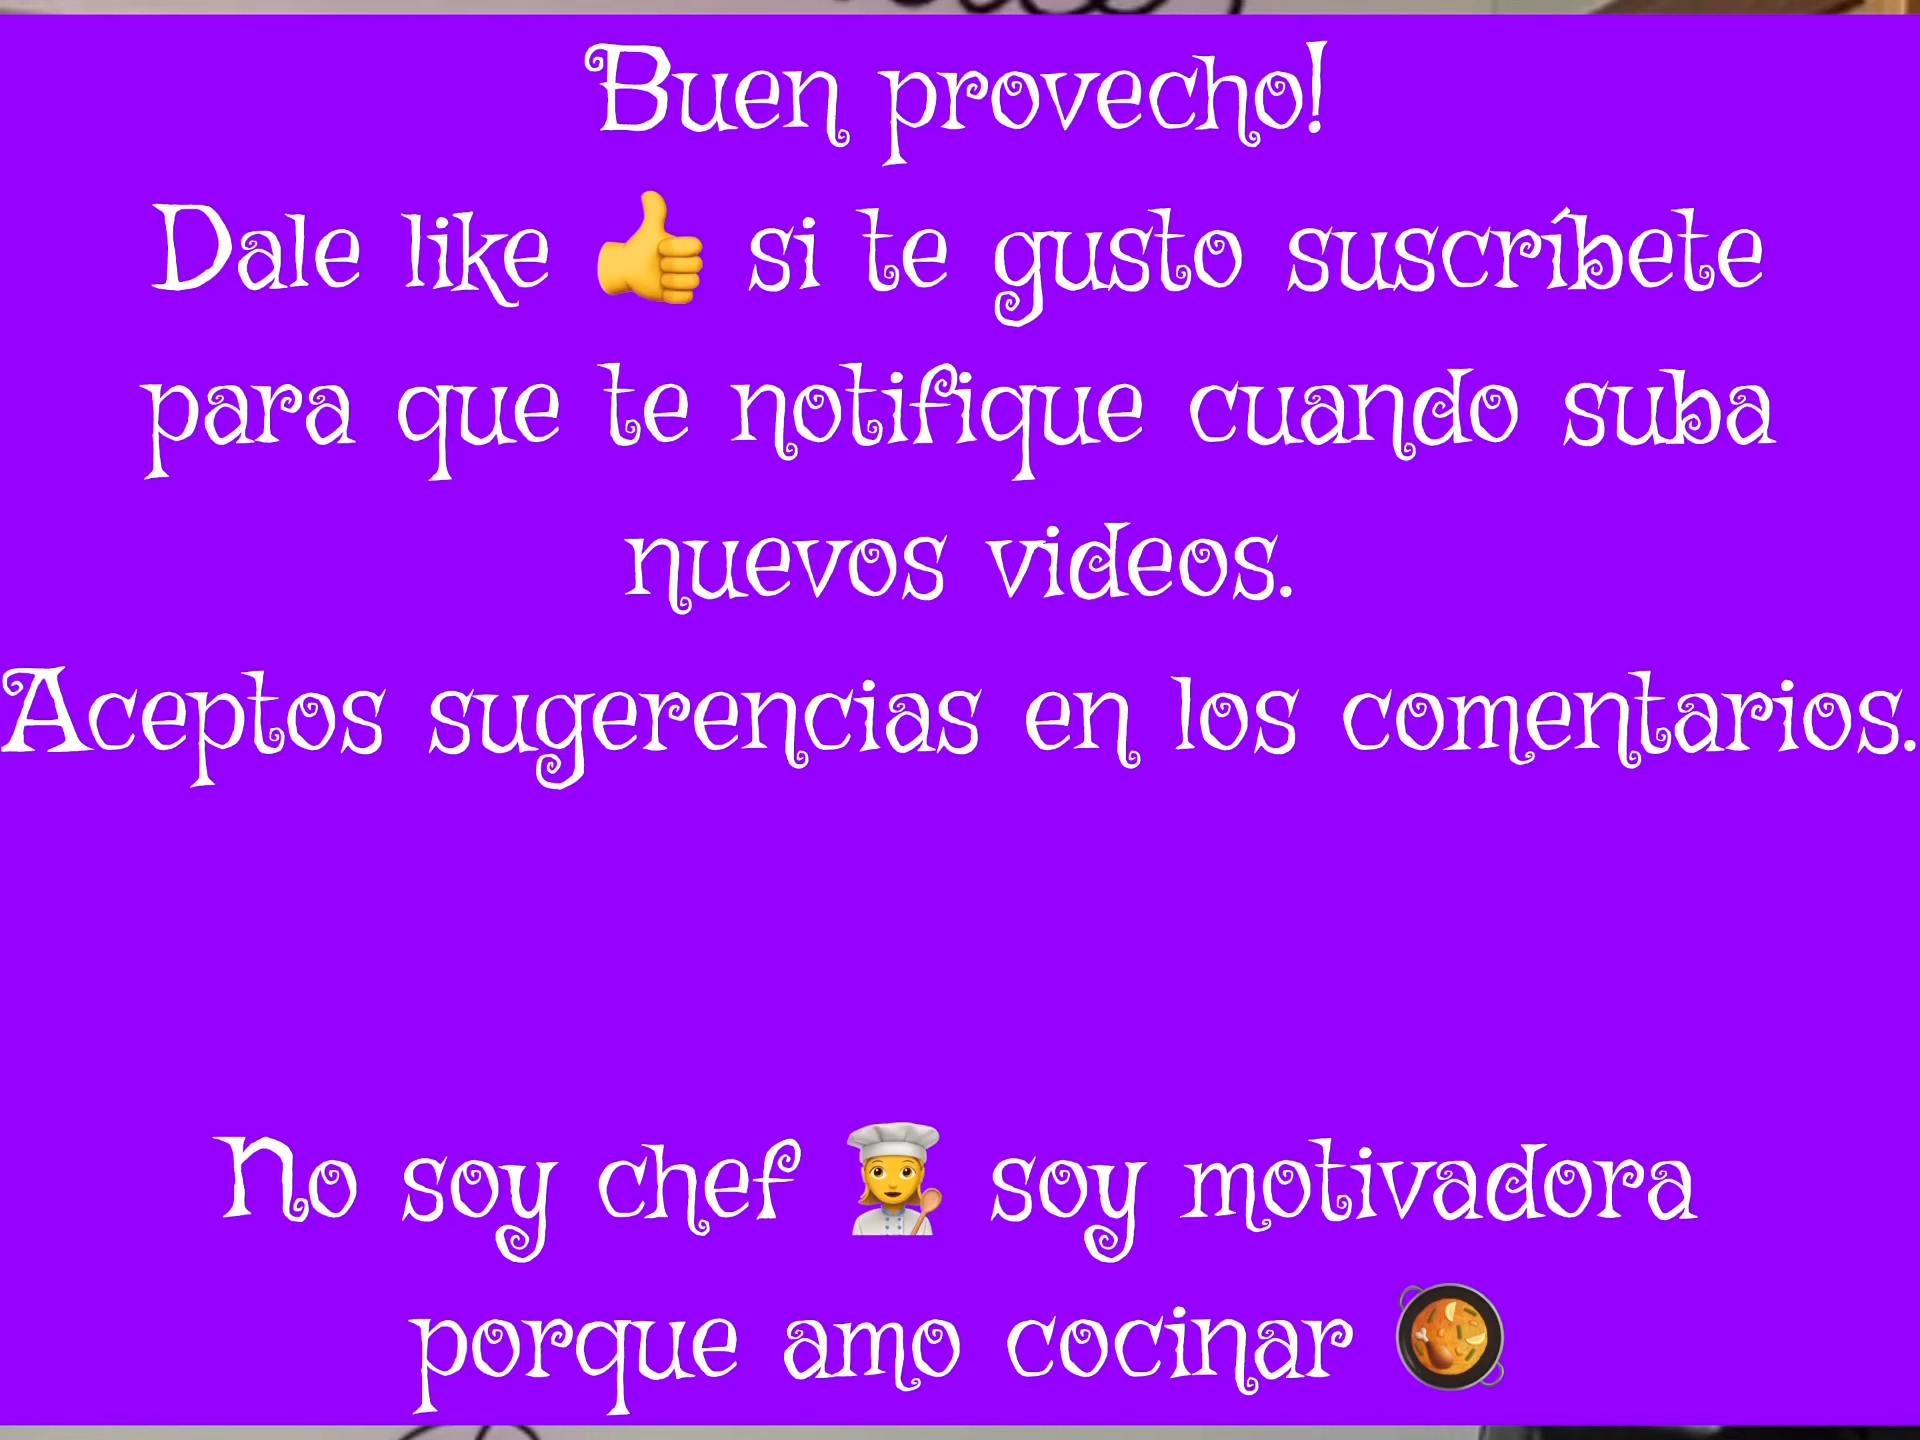 Buen provecho!
Dale like 👍 si te gusto suscríbete
para que te notifique cuando suba
nuevos videos.
Aceptos sugerencias en los comentarios.
No soy chef 👩‍🍳 soy motivadora
porque amo cocinar 🥘